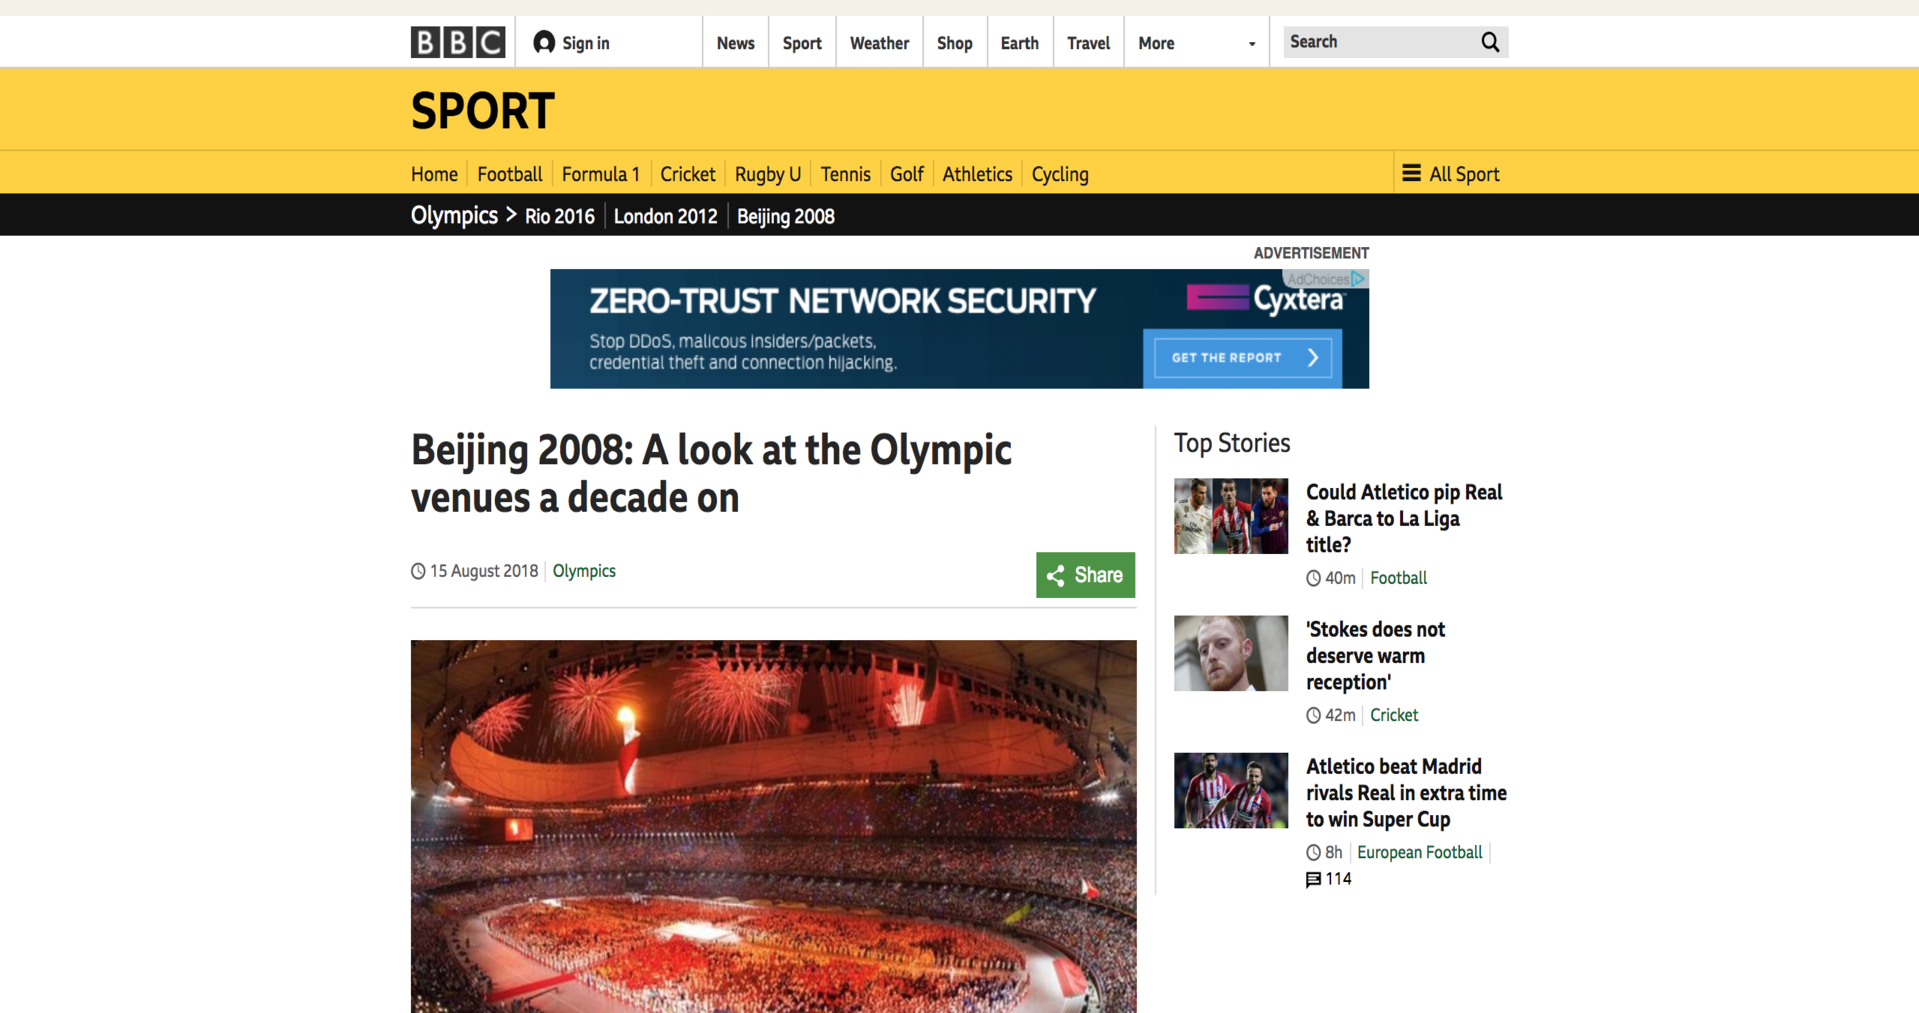 BBC
Sign in
News
Sport
Weather
Shop
Earth
Travel
More
Search
SPORT
Home
Football
Formula 1
Cricket
Rugby U
Tennis
Golf
Athletics
Cycling
All Sport
Olympics
Rio 2016
London 2012
Beijing 2008
ADVERTISEMENT
AdChoices
ZERO-TRUST NETWORK SECURITY
Cyxtera
Stop DDoS, malicous insiders/packets,
credential theft and connection hijacking.
GET THE REPORT
Beijing 2008: A look at the Olympic
venues a decade on
15 August 2018
Olympics
Share
Top Stories
Could Atletico pip Real
& Barca to La Liga
title?
40m
Football
'Stokes does not
deserve warm
reception'
42m
Cricket
Atletico beat Madrid
rivals Real in extra time
to win Super Cup
8h
European Football
114